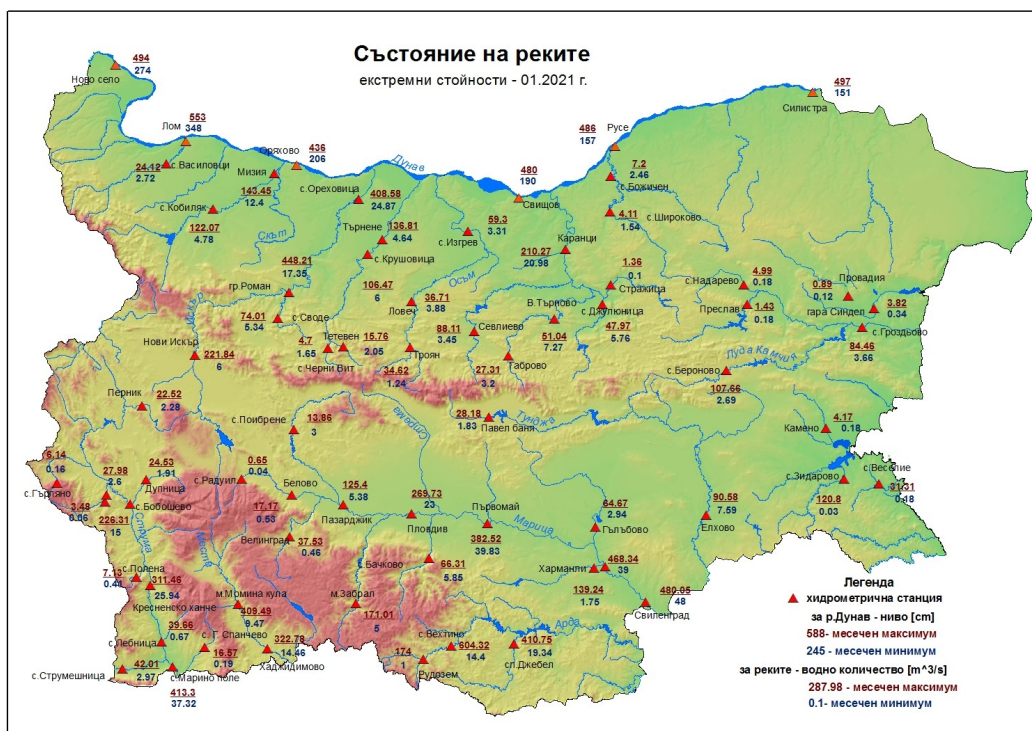 Състояние на реките
екстремни стойности - 01.2021 г.
494
274
Ново село
553
348
Лом
24.12
2.72
с.Василовци
Оряхово
436
206
Мизия
143.45
12.4
с.Кобиляк
122.07
4.78
Скът
с.Ореховица
408.58
24.87
Дунав
Търнене
136.81
4.64
с.Крушовица
106.47
6
с.Изгрев
59.3
3.31
480
190
Свищов
486
157
Русе
497
151
Силистра
7.2
2.46
с.Божичен
4.11
1.54
с.Широково
Каранци
210.27
20.98
448.21
17.35
гр.Роман
Искър
74.01
5.34
с.Своде
Осъм
Ловеч
36.71
3.88
88.11
3.45
Севлиево
В.Търново
51.04
7.27
1.36
0.1
Стражица
с.Джулюница
47.97
5.76
с.Надарево
4.99
0.18
Преслав
1.43
0.18
Провадия
0.89
0.12
3.82
0.34
гара Синдел
с.Гроздьово
84.46
3.66
Нови Искър
221.84
6
4.7
1.65
Тетевен
с.Черни Вит
15.76
2.05
Троян
34.62
1.24
27.31
3.2
Габрово
Луда Камчия
с.Бероново
107.66
2.69
Перник
22.52
2.28
с.Поибрене
13.86
3
Стряма
28.18
1.83
Павел баня
Тунджа
4.17
0.18
Камено
6.14
0.16
с.Гърляно
27.98
2.6
24.53
1.91
Дупница
с.Радуил
0.65
0.04
Белово
17.17
0.53
125.4
5.38
Пазарджик
269.73
23
Пловдив
Първомай
382.52
39.83
Марица
64.67
2.94
Гълъбово
90.58
7.59
Елхово
с.Зидарово
120.8
0.03
с.Веселие
31.31
0.18
3.48
0.06
с.Бобошево
226.31
15
Струма
Места
Велинград
37.53
0.46
с.Бачково
66.31
5.85
Харманли
468.34
39
139.24
1.75
480.05
48
Свиленград
с.Полена
7.13
0.44
311.46
25.94
Кресненско ханче
м.Момина кула
409.49
9.47
м.Забрал
171.01
5
39.66
0.67
с.Лебница
с. Г. Спанчево
16.57
0.19
322.78
14.46
Хаджидимово
с.Вехтино
604.32
14.4
174
1
Рудозем
410.75
19.34
сп.Джебел
Арда
с.Струмешница
42.01
2.97
с.Марино поле
413.3
37.32
Легенда
хидрометрична станция
за р.Дунав - ниво [cm]
588- месечен максимум
245 - месечен минимум
за реките - водно количество [m^3/s]
287.98 - месечен максимум
0.1- месечен минимум